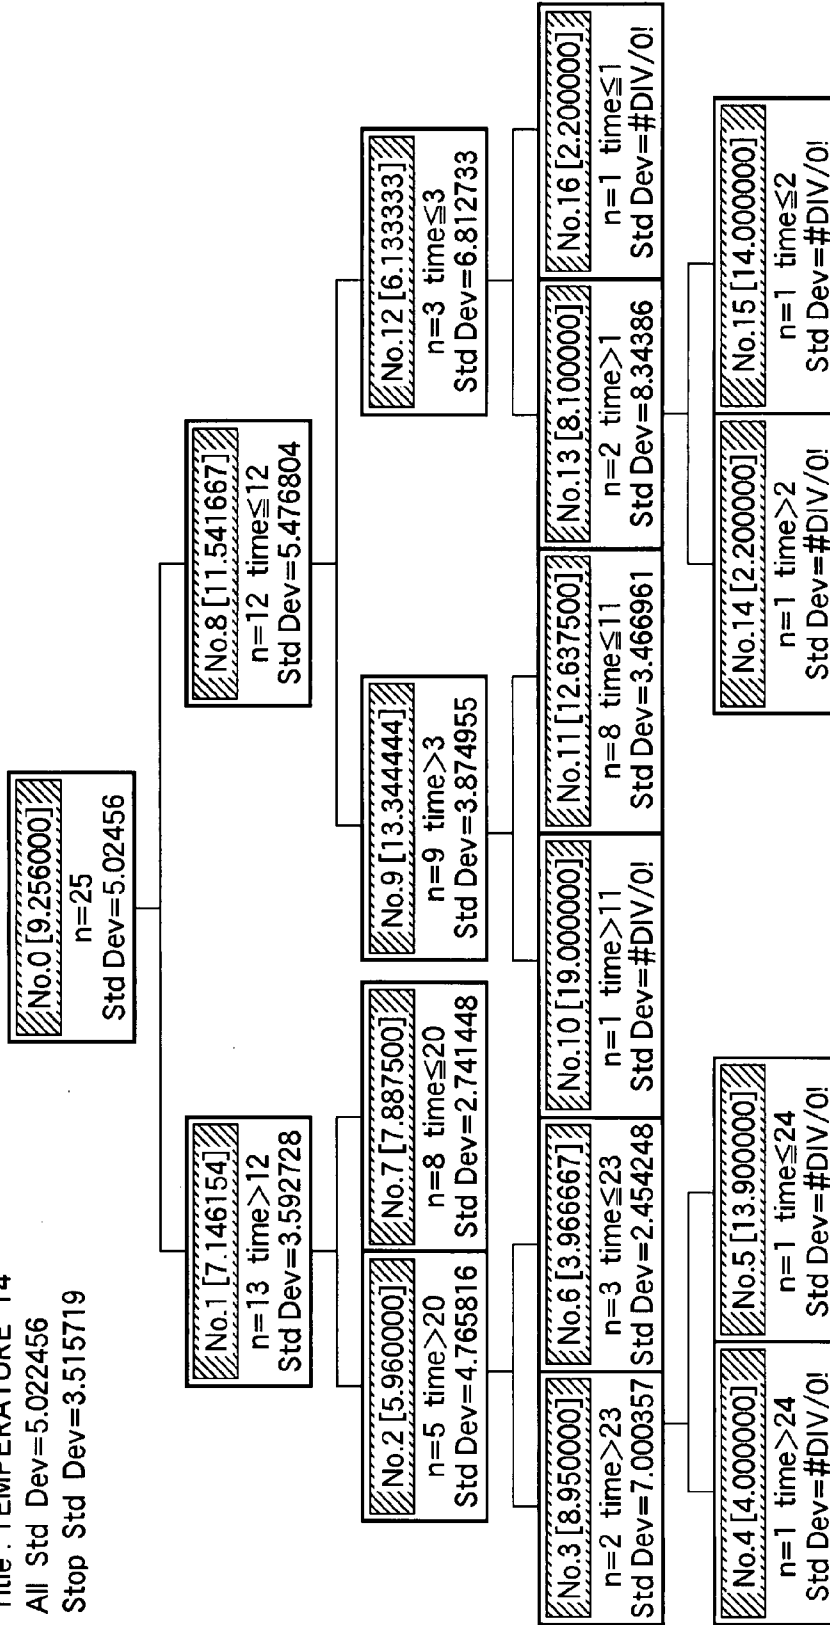 Title : TEMPERATURE T4
All Std Dev=5.022456
Stop Std Dev=3.515719
No.0 [9.256000]
n=25
Std Dev=5.02456
No.1 [7.146154]
n=13 time>12
Std Dev=3.592728
No.8 [11.541667]
n=12 time≦12
Std Dev=5.476804
No.2 [5.960000]
n=5 time>20
Std Dev=4.765816
No.7 [7.887500]
n=8 time≦20
Std Dev=2.741448
No.9 [13.344444]
n=9 time>3
Std Dev=3.874955
No.12 [6.133333]
n=3 time≦3
Std Dev=6.812733
No.3 [8.950000]
n=2 time>23
Std Dev=7.000357
No.6 [3.966667]
n=3 time≦23
Std Dev=2.454248
No.10 [19.000000]
n=1 time>11
Std Dev=#DIV/0!
No.11 [12.637500]
n=8 time≦11
Std Dev=3.466961
No.13 [8.100000]
n=2 time>1
Std Dev=8.34386
No.16 [2.200000]
n=1 time≦1
Std Dev=#DIV/0!
No.4 [4.000000]
n=1 time>24
Std Dev=#DIV/0!
No.5 [13.900000]
n=1 time≦24
Std Dev=#DIV/0!
No.14 [2.200000]
n=1 time>2
Std Dev=#DIV/0!
No.15 [14.000000]
n=1 time≦2
Std Dev=#DIV/0!